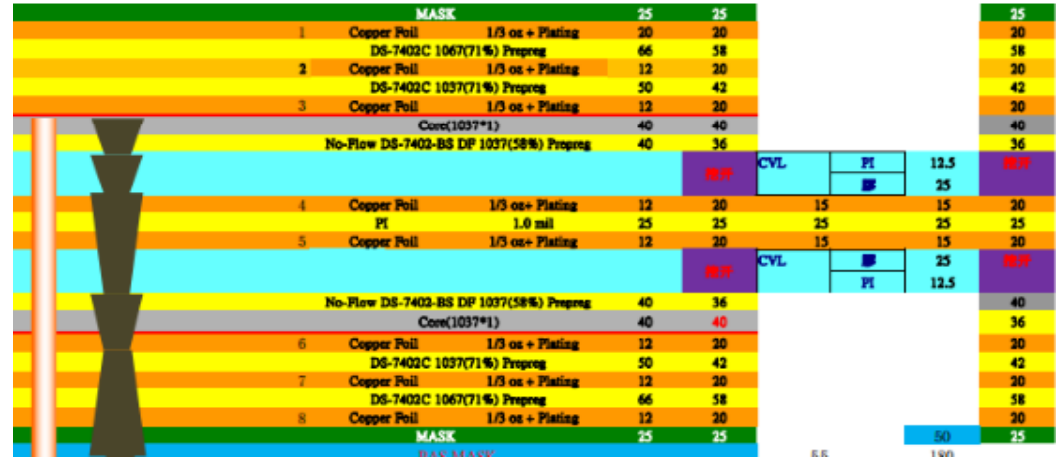 MASK 25 25 25
1 Copper Foil 1/3 oz + Plating 20 20 20
DS-7402C 1067(71%) Prepreg 66 58 58
2 Copper Foil 1/3 oz + Plating 12 20 20
DS-7402C 1037(71%) Prepreg 50 42 42
3 Copper Foil 1/3 oz + Plating 12 20 20
Core(1037*1) 40 40 40
No-Flow DS-7402-BS DF 1037(58%) Prepreg 40 36 36
CVL PI 12.5
25
4 Copper Foil 1/3 oz+ Plating 12 20 15 15 20
PI 1.0 mil 25 25 25 25 25
5 Copper Foil 1/3 oz+ Plating 12 20 15 15 20
CVL 25
PI 12.5
No-Flow DS-7402-BS DF 1037(58%) Prepreg 40 36 40
Core(1037*1) 40 40 36
6 Copper Foil 1/3 oz + Plating 12 20 20
DS-7402C 1037(71%) Prepreg 50 42 42
7 Copper Foil 1/3 oz + Plating 12 20 20
DS-7402C 1067(71%) Prepreg 66 58 58
8 Copper Foil 1/3 oz + Plating 12 20 20
MASK 25 25 50 25
MASK 55 180